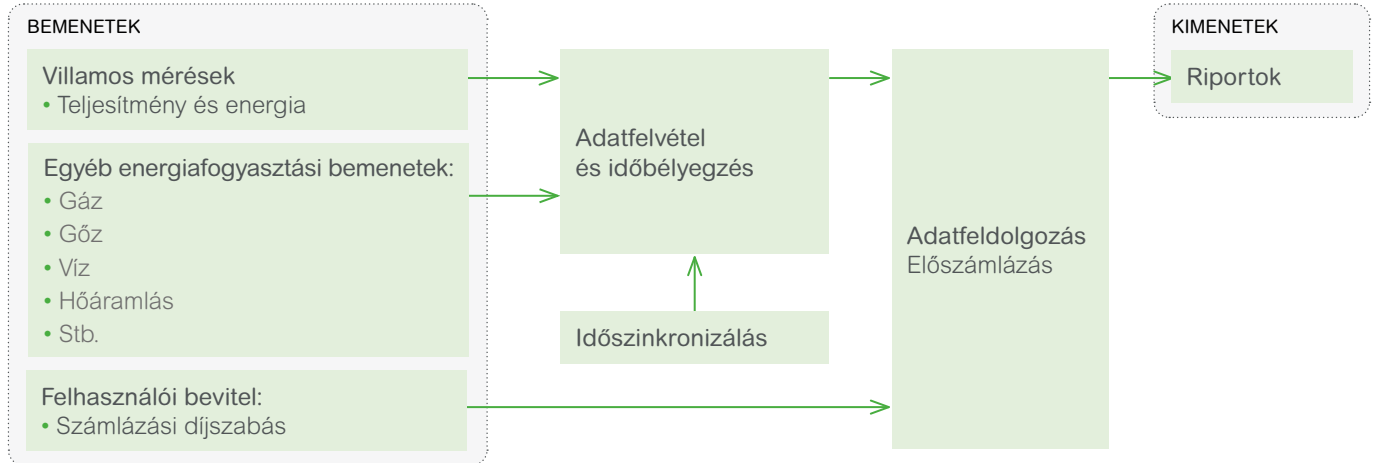 BEMENETEK
Villamos mérések
• Teljesítmény és energia
Egyéb energiafogyasztási bemenetek:
• Gáz
• Gőz
• Víz
• Hőáramlás
• Stb.
Felhasználói bevitel:
• Számlázási díjszabás
Adatfelvétel
és időbélyegzés
Időszinkronizálás
Adatfeldolgozás
Előszámlázás
KIMENETEK
Riportok